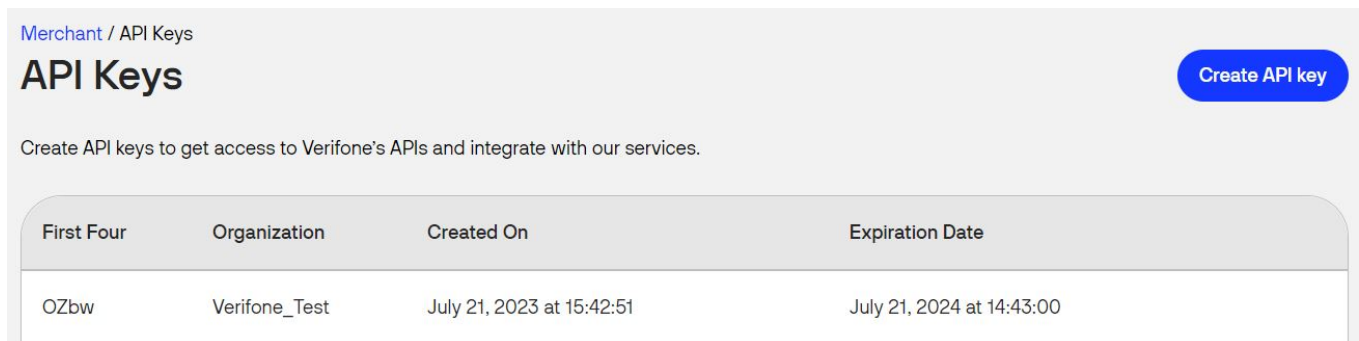 Merchant / API Keys
API Keys
Create API key
Create API keys to get access to Verifone's APIs and integrate with our services.
First Four Organization Created On Expiration Date
OZbw Verifone_Test July 21, 2023 at 15:42:51 July 21, 2024 at 14:43:00